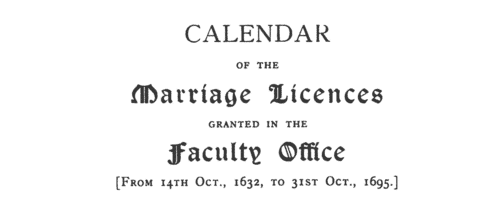 CALENDAR
OF THE
Marriage Licences
GRANTED IN THE
Faculty Office
[FROM 14TH OCT., 1632, TO 31ST OCT., 1695.]